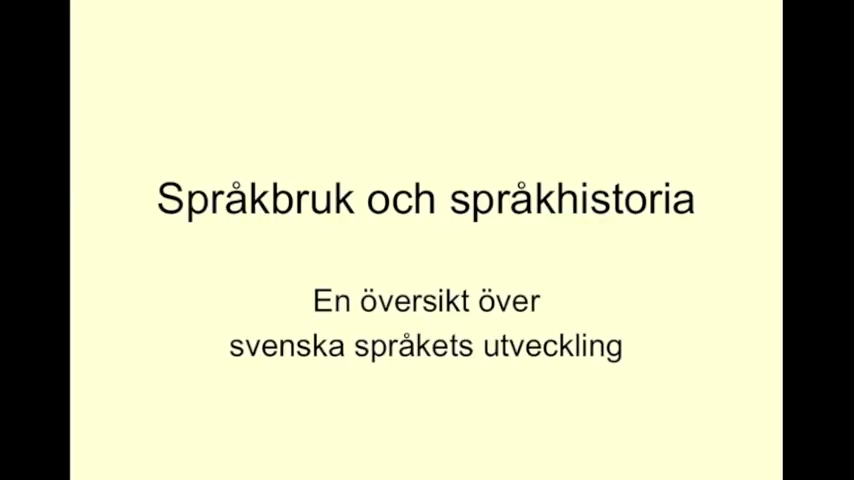 Språkbruk och språkhistoria
En översikt över
svenska språkets utveckling